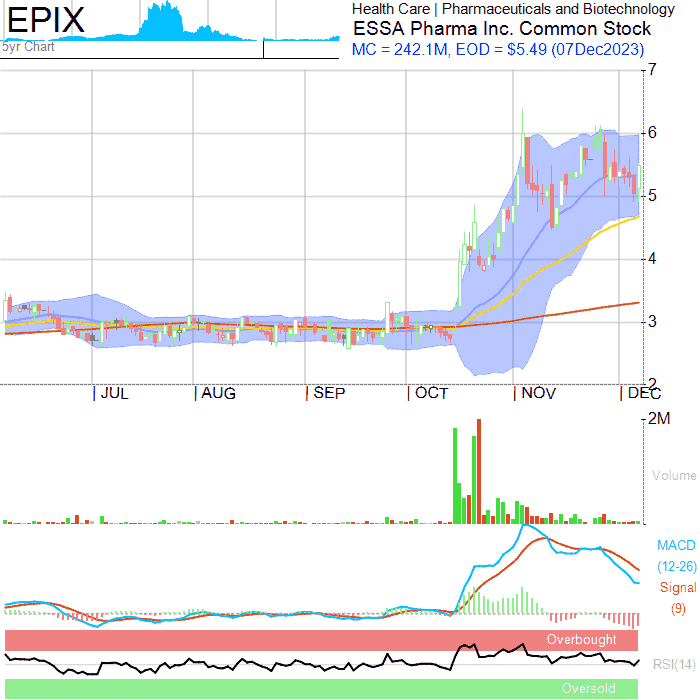 EPIX
5yr Chart
Health Care | Pharmaceuticals and Biotechnology
ESSA Pharma Inc. Common Stock
MC = 242.1M, EOD = $5.49 (07Dec2023)
7
6
5
4
3
2
JUL AUG SEP OCT NOV DEC
2M
Volume
MACD
(12-26)
Signal
(9)
Overbought
RSI(14)
Oversold